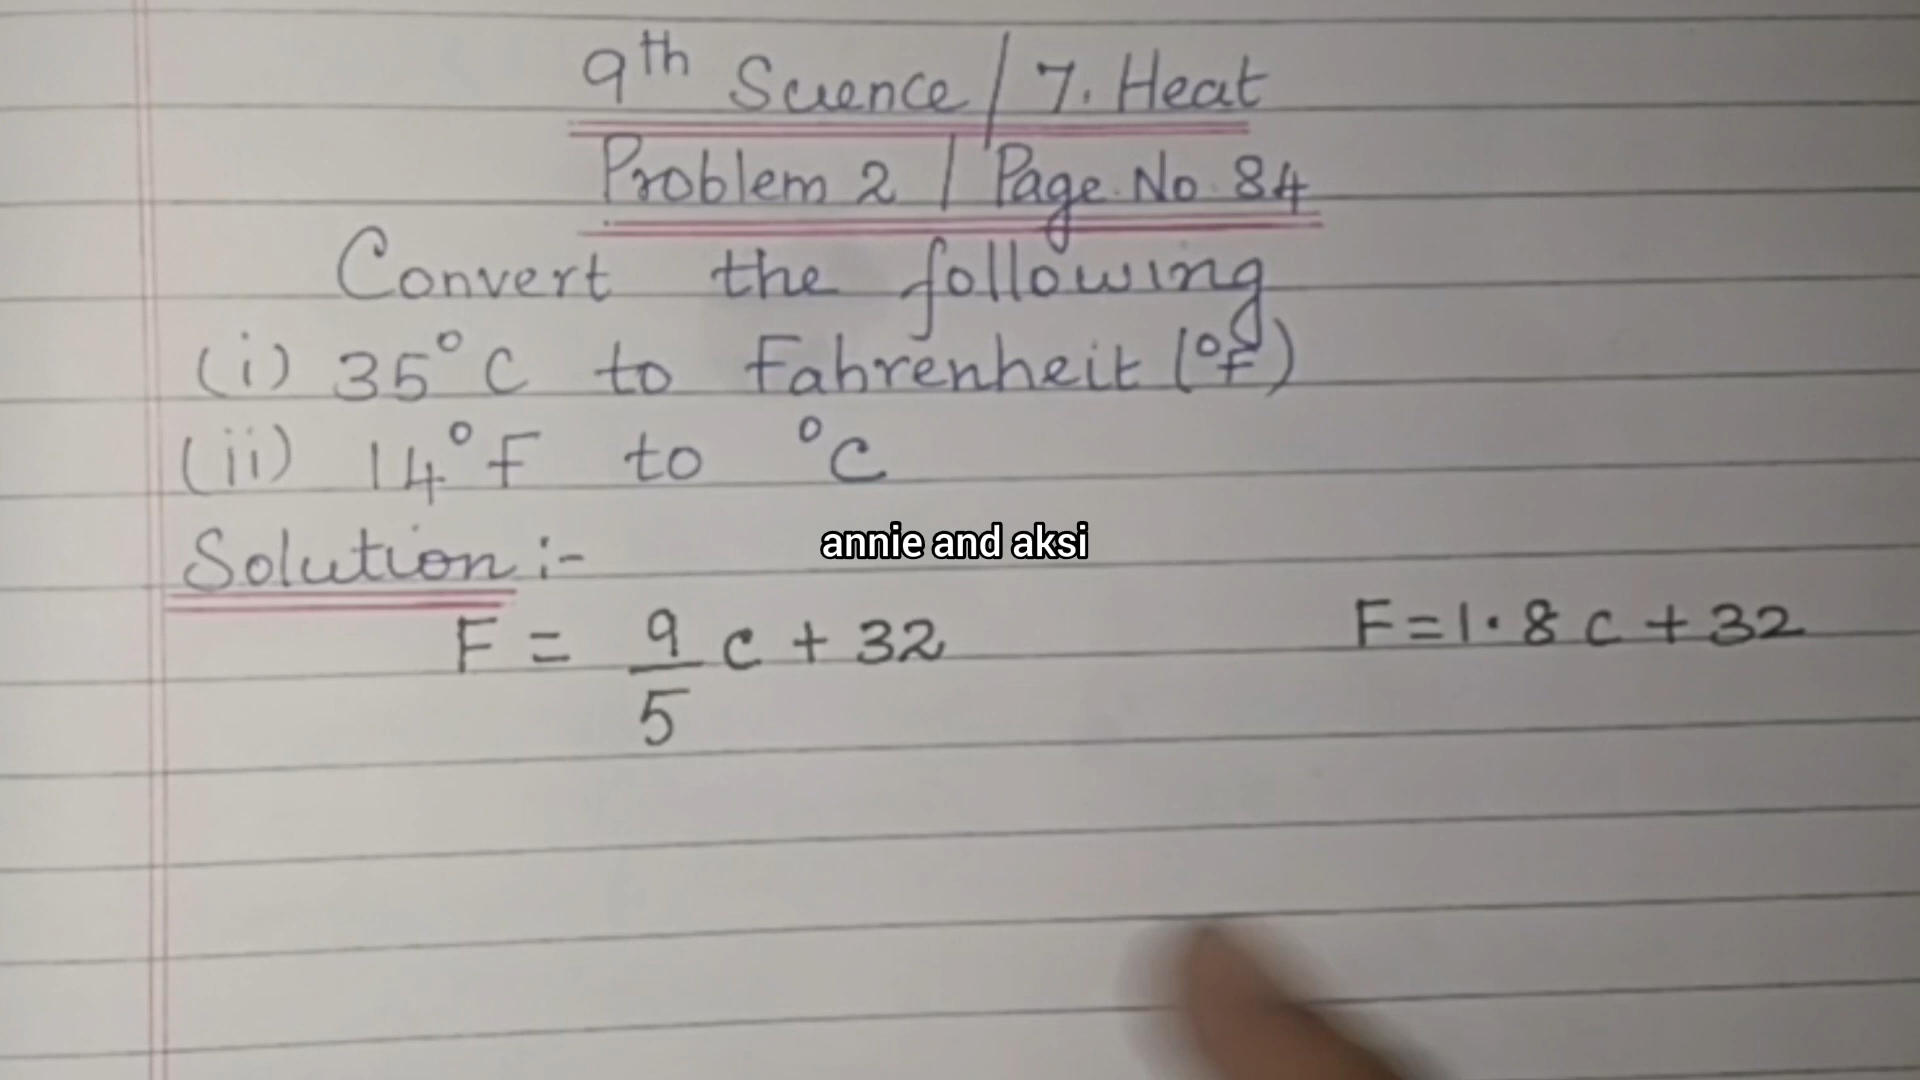 9th Science / 7. Heat
Problem 2 / Page. No. 84
Convert the following
(i) 35°C to Fahrenheit (°F)
(ii) 14°F to °C
annie and aksi
Solution :-
F = 9/5 c + 32
F = 1.8 c + 32